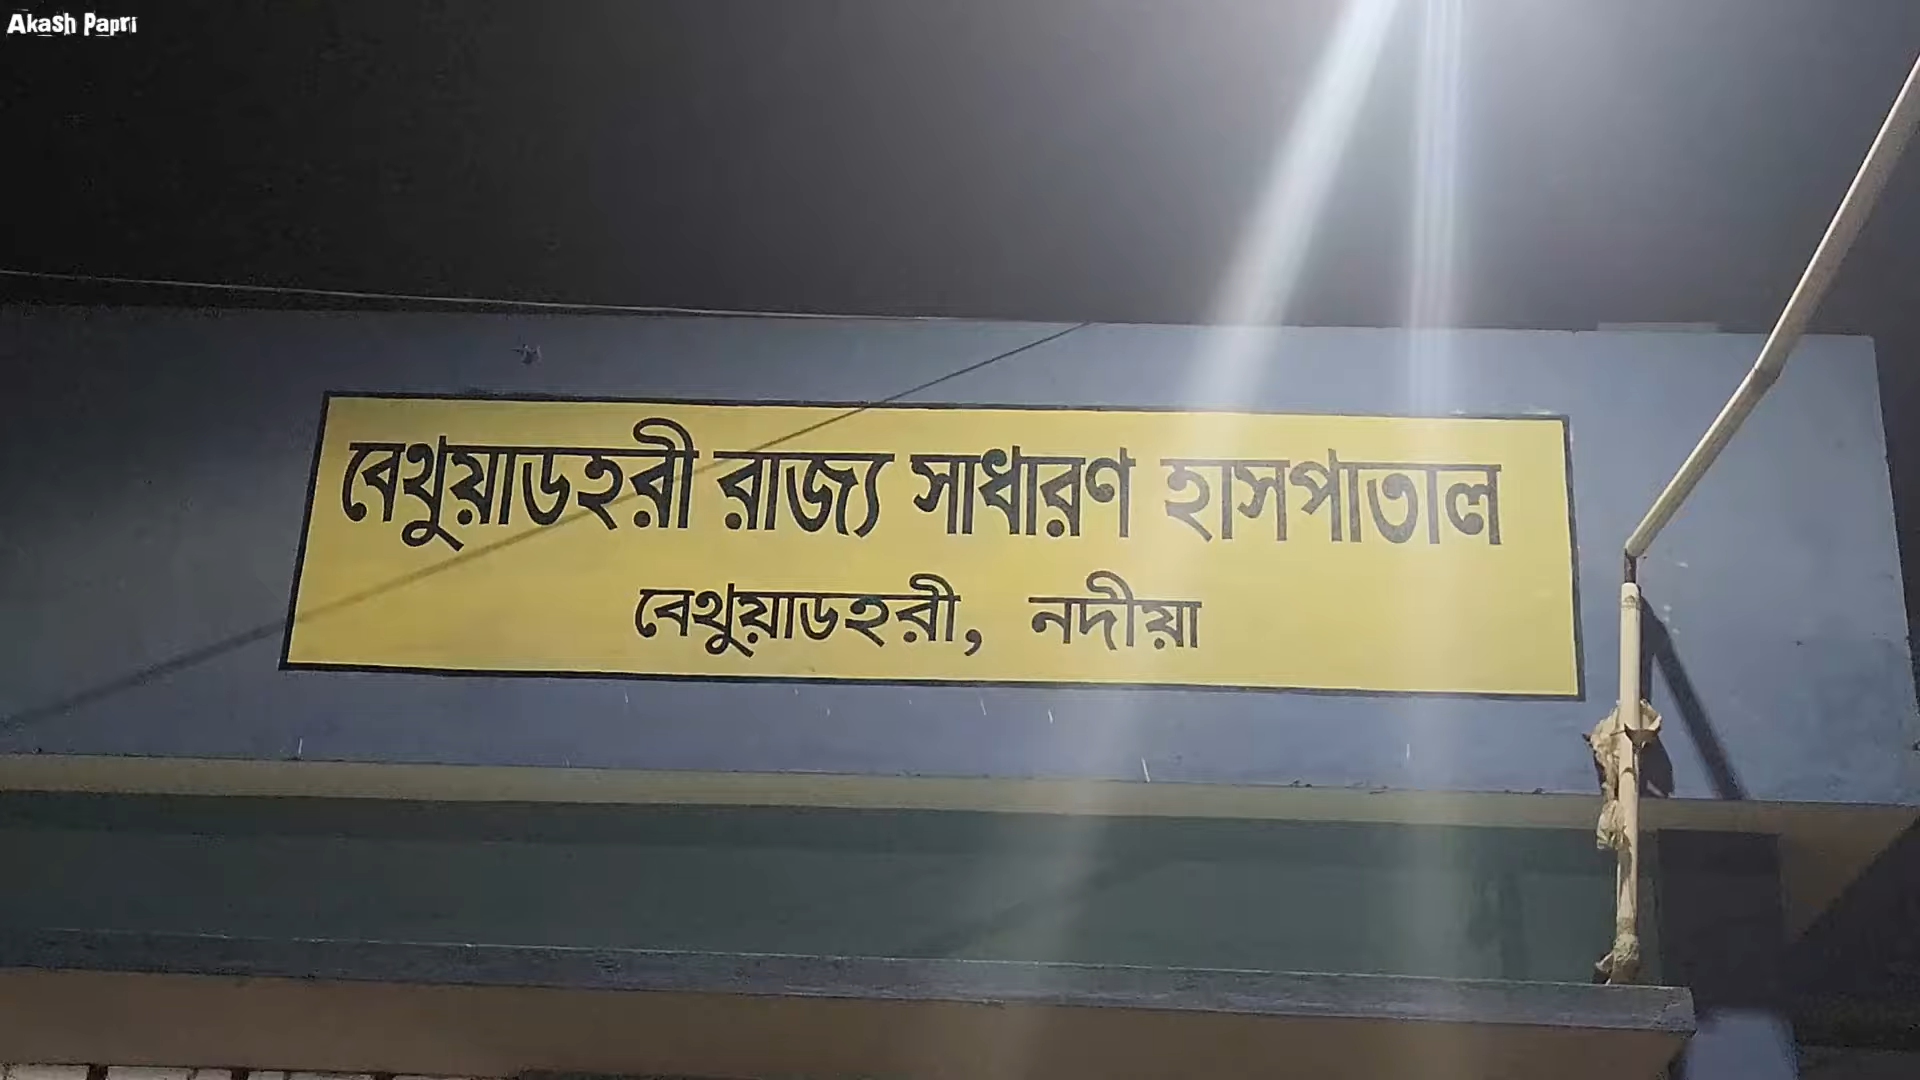 Akash Papri
বেথুয়াডহরী রাজ্য সাধারণ হাসপাতাল
বেথুয়াডহরী, নদীয়া